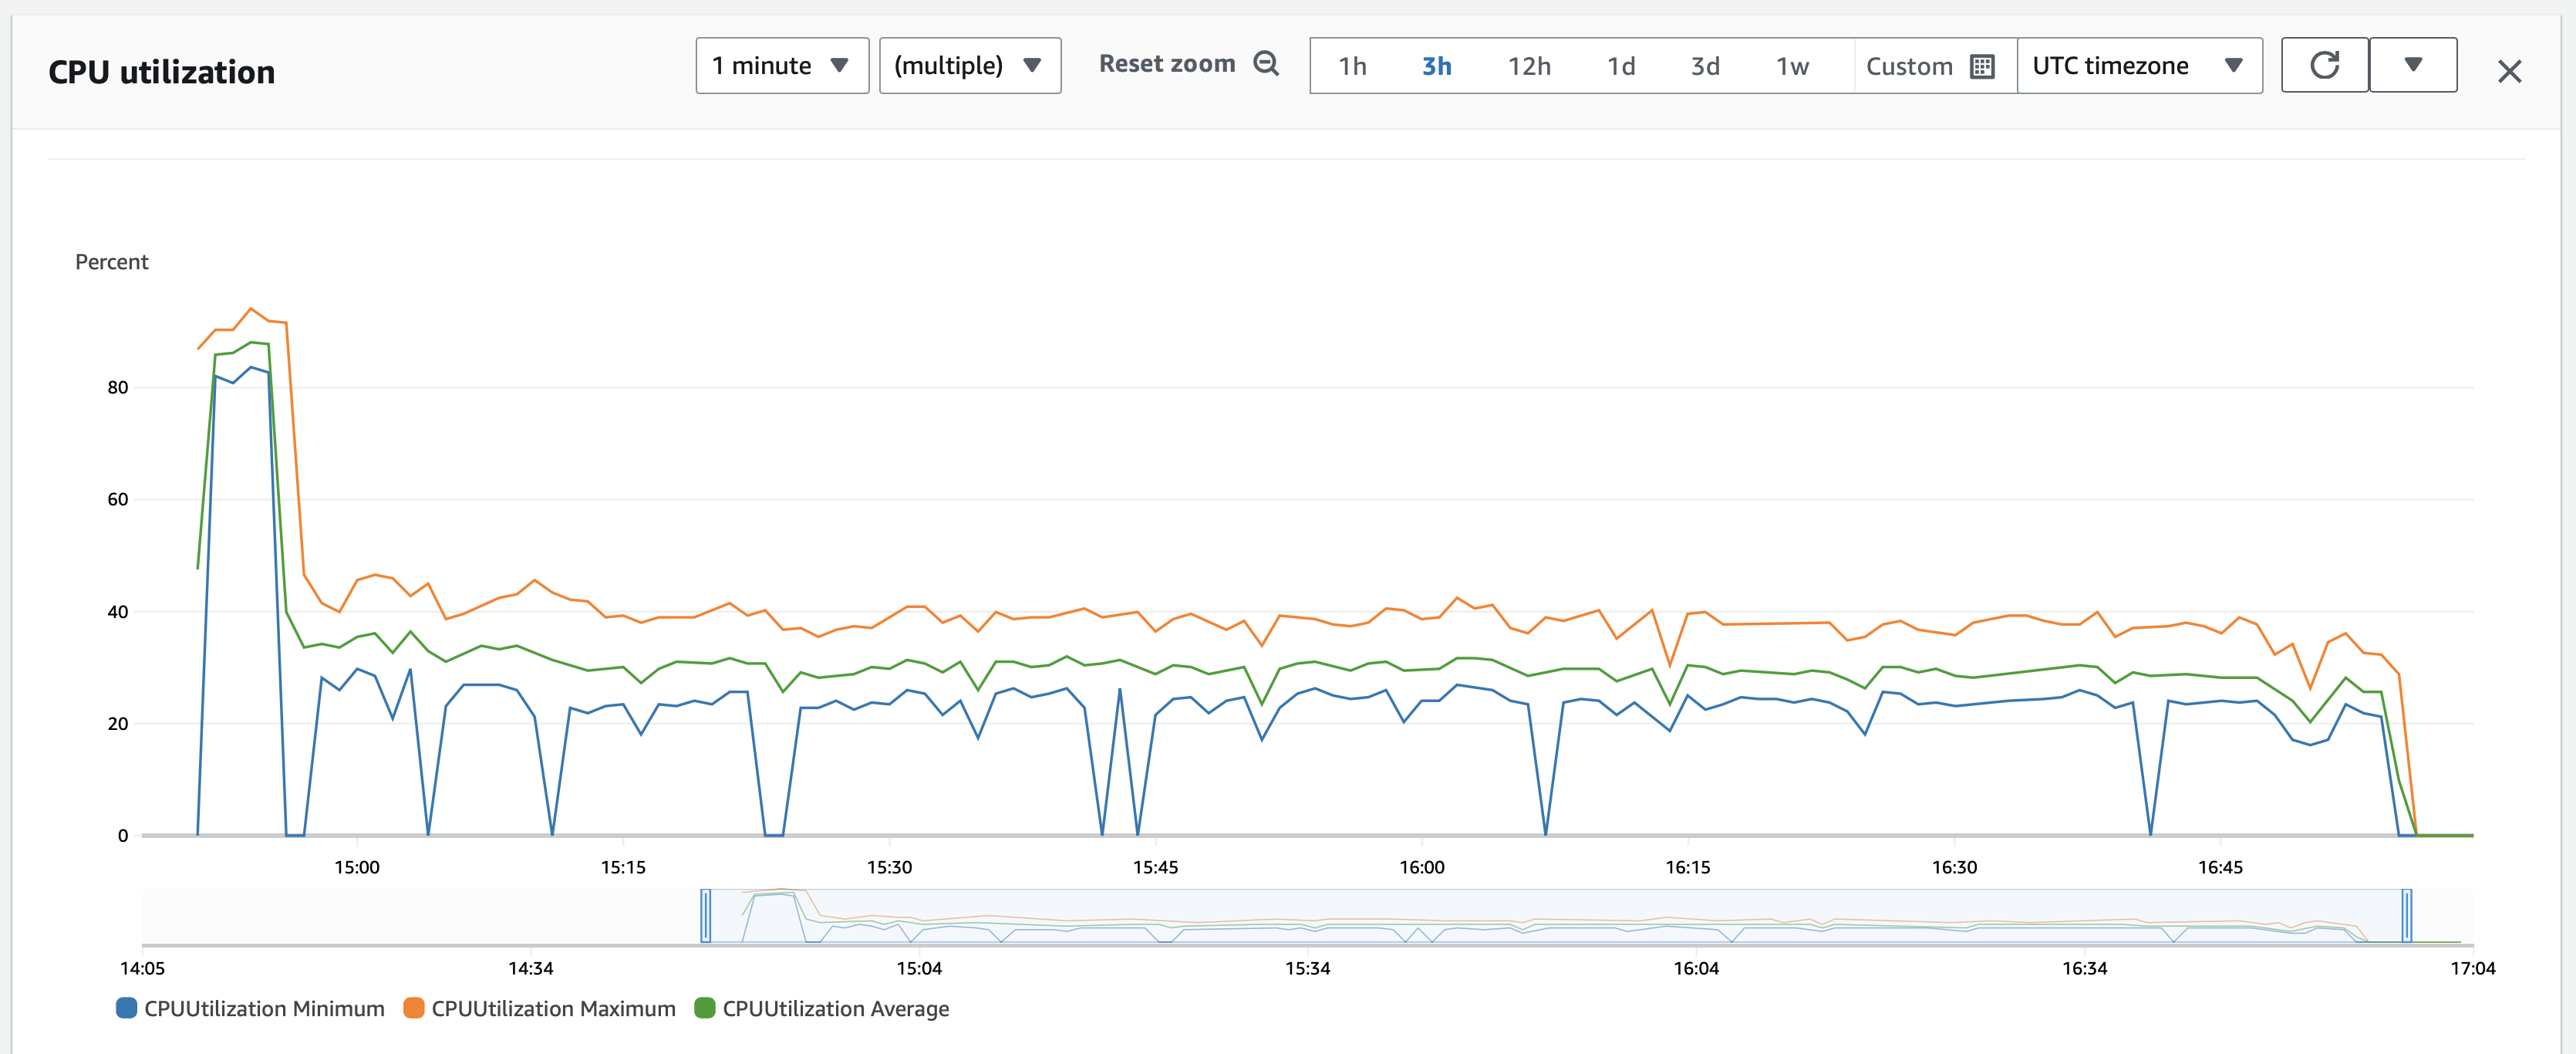 CPU utilization
1 minute
(multiple)
Reset zoom
1h 3h 12h 1d 3d 1w Custom
UTC timezone
Percent
80
60
40
20
0
15:00 15:15 15:30 15:45 16:00 16:15 16:30 16:45
14:05 14:34 15:04 15:34 16:04 16:34 17:04
CPUUtilization Minimum CPUUtilization Maximum CPUUtilization Average